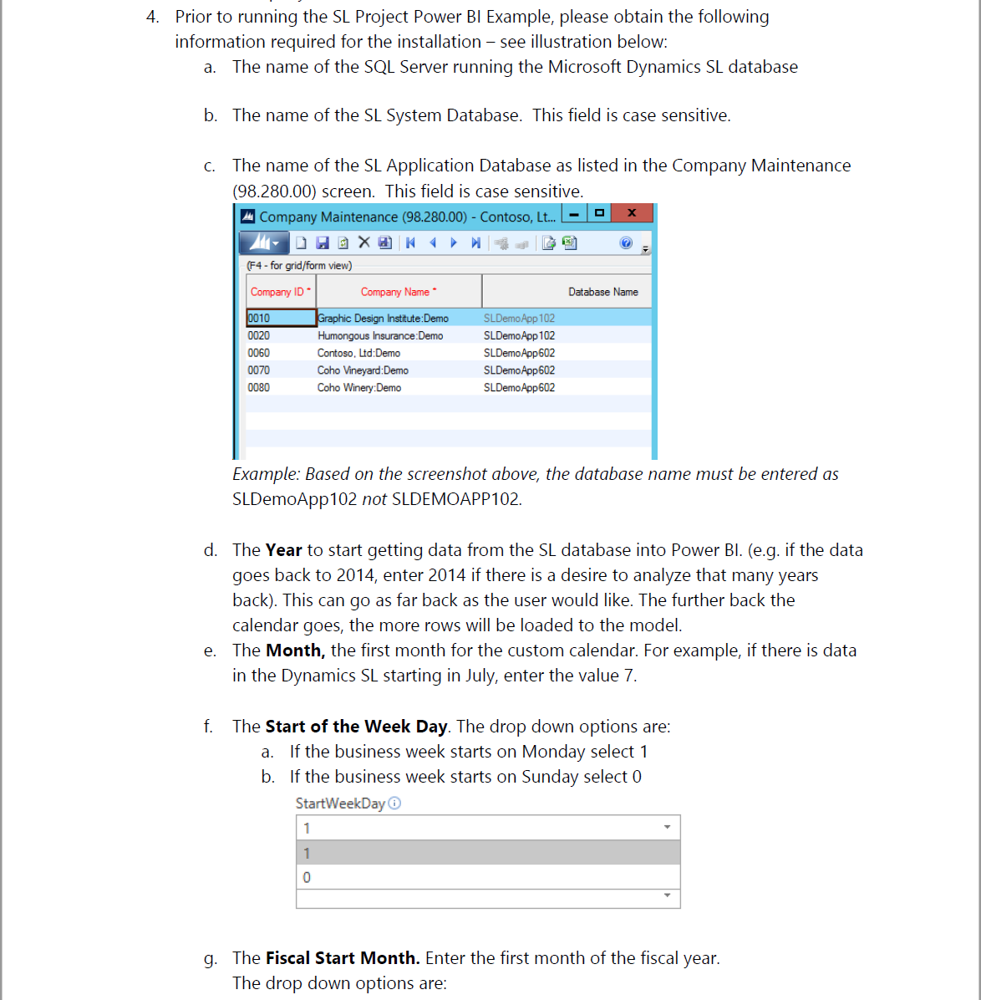 4. Prior to running the SL Project Power BI Example, please obtain the following
information required for the installation – see illustration below:
a. The name of the SQL Server running the Microsoft Dynamics SL database
b. The name of the SL System Database.  This field is case sensitive.
c. The name of the SL Application Database as listed in the Company Maintenance
(98.280.00) screen.  This field is case sensitive.
Company Maintenance (98.280.00) - Contoso, Lt...
(F4 - for grid/form view)
Company ID * Company Name * Database Name
0010 Graphic Design Institute:Demo SLDemoApp102
0020 Humongous Insurance:Demo SLDemoApp102
0060 Contoso, Ltd:Demo SLDemoApp602
0070 Coho Vineyard:Demo SLDemoApp602
0080 Coho Winery:Demo SLDemoApp602
Example: Based on the screenshot above, the database name must be entered as
SLDemoApp102 not SLDEMOAPP102.
d. The Year to start getting data from the SL database into Power BI. (e.g. if the data
goes back to 2014, enter 2014 if there is a desire to analyze that many years
back). This can go as far back as the user would like. The further back the
calendar goes, the more rows will be loaded to the model.
e. The Month, the first month for the custom calendar. For example, if there is data
in the Dynamics SL starting in July, enter the value 7.
f. The Start of the Week Day. The drop down options are:
a. If the business week starts on Monday select 1
b. If the business week starts on Sunday select 0
StartWeekDay
1
1
0
g. The Fiscal Start Month. Enter the first month of the fiscal year.
The drop down options are: